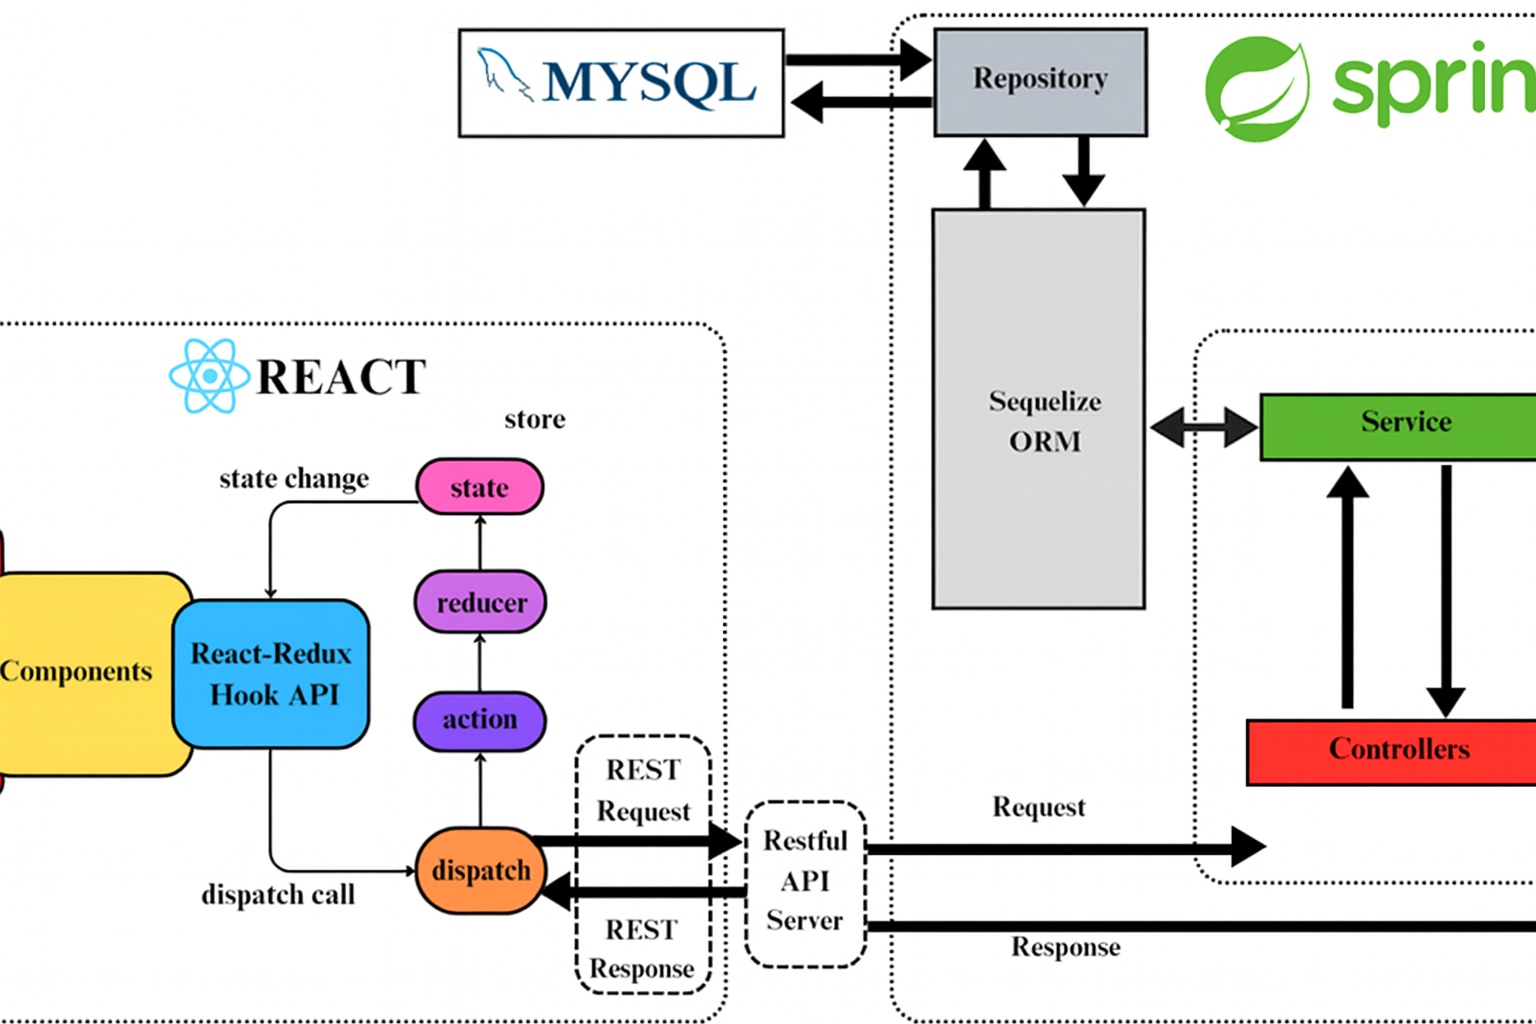 MYSQL
Repository
sprin
REACT
store
state change
state
Sequelize
ORM
Service
reducer
Components
React-Redux
Hook API
action
Controllers
REST
Request
Request
Restful
API
Server
dispatch
dispatch call
REST
Response
Response